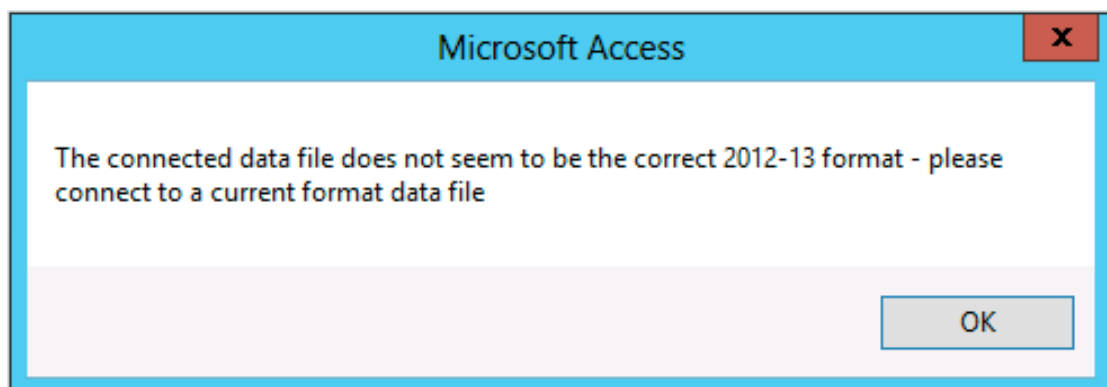 Microsoft Access
x
The connected data file does not seem to be the correct 2012-13 format - please
connect to a current format data file
OK